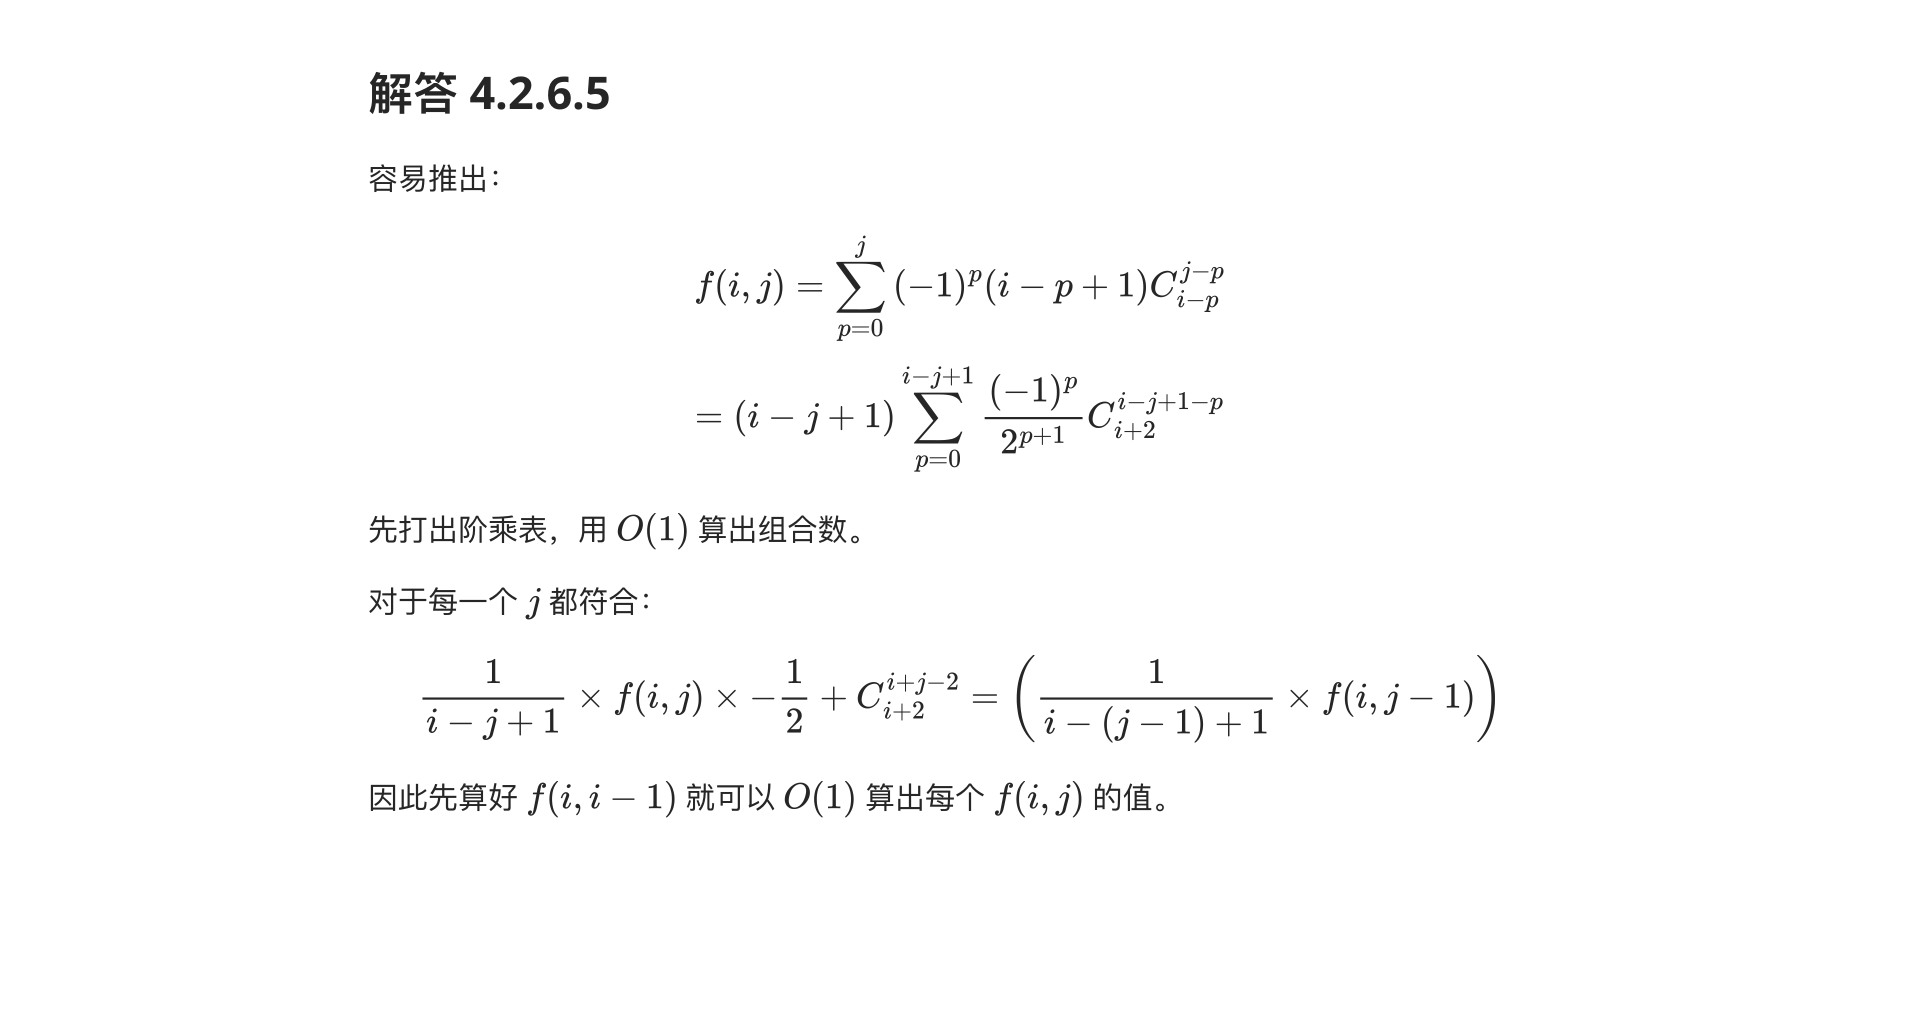 解答 4.2.6.5
容易推出：
$f(i,j) = \sum_{p=0}^{j} (-1)^p (i-p+1) C_{i-p}^{j-p}$
$= (i-j+1) \sum_{p=0}^{i-j+1} \frac{(-1)^p}{2^{p+1}} C_{i+2}^{i-j+1-p}$
先打出阶乘表，用 $O(1)$ 算出组合数。
对于每一个 $j$ 都符合：
$\frac{1}{i-j+1} \times f(i,j) \times -\frac{1}{2} + C_{i+2}^{i+j-2} = \left( \frac{1}{i-(j-1)+1} \times f(i,j-1) \right)$
因此先算好 $f(i,i-1)$ 就可以 $O(1)$ 算出每个 $f(i,j)$ 的值。